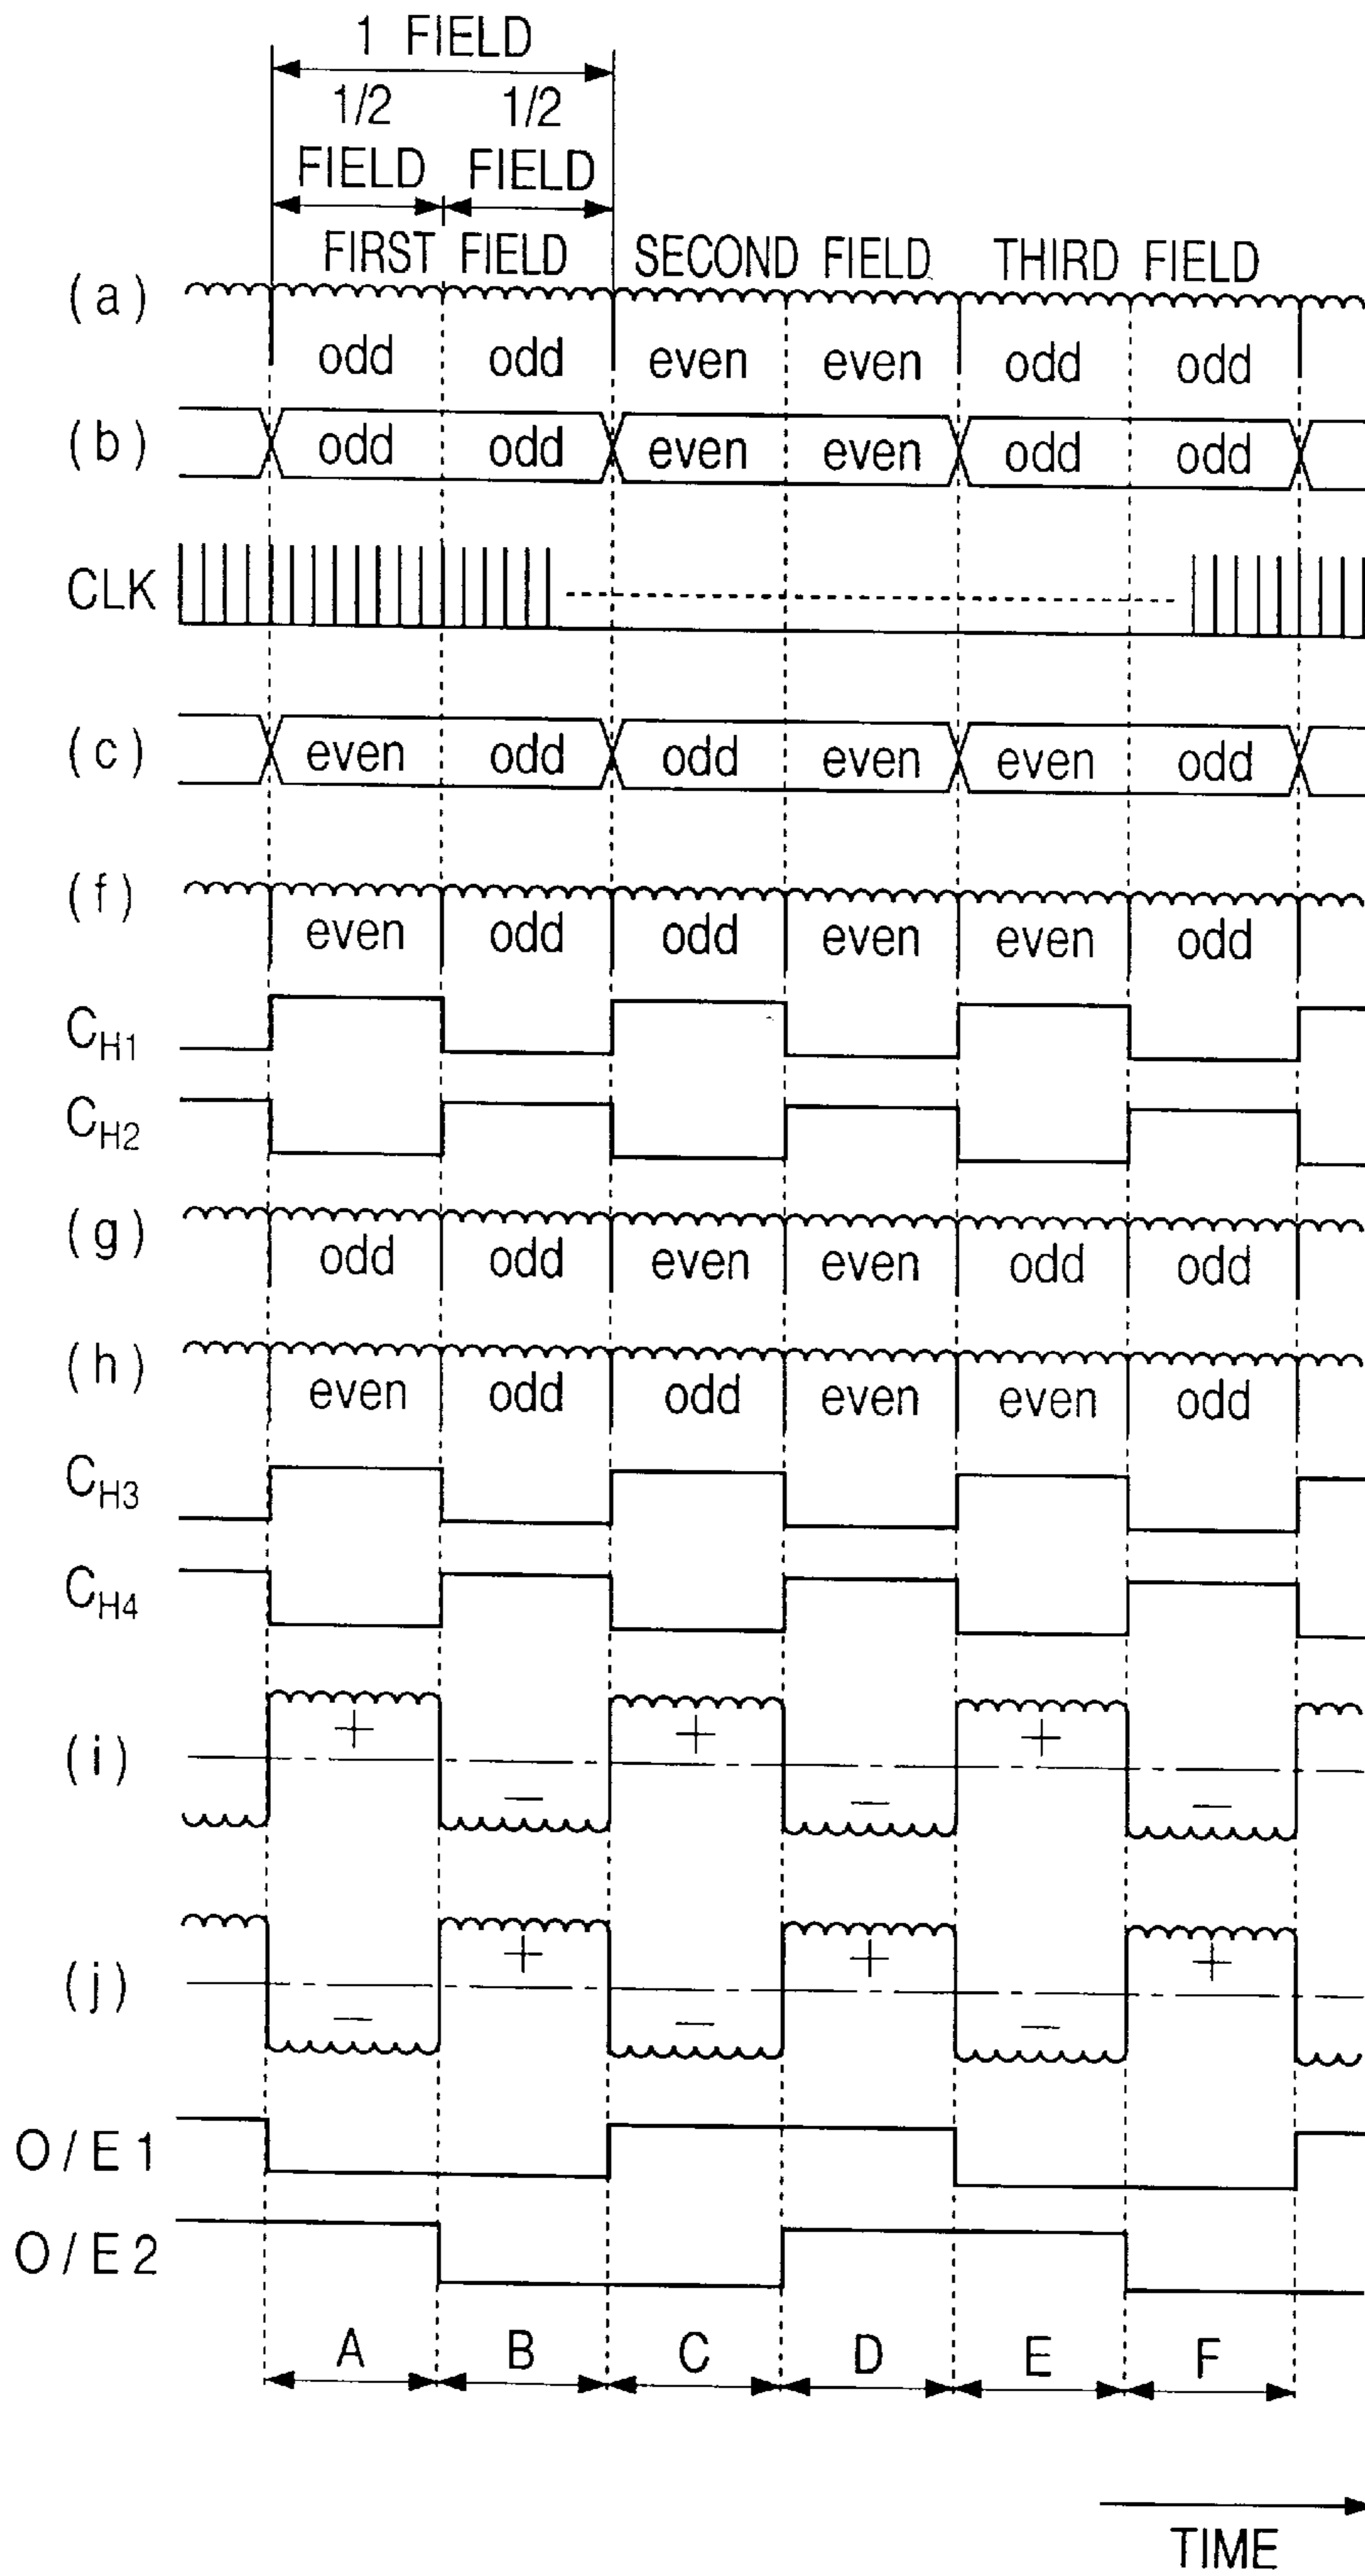 1 FIELD
1/2 1/2
FIELD FIELD
FIRST FIELD SECOND FIELD THIRD FIELD
(a)
odd odd even even odd odd
(b) odd odd even even odd odd
CLK
(c) even odd odd even even odd
(f)
even odd odd even even odd
CH1
CH2
(g)
odd odd even even odd odd
(h)
even odd odd even even odd
CH3
CH4
+ + +
(i)
− − −
+ + +
(j)
− − −
O/E1
O/E2
A B C D E F
TIME